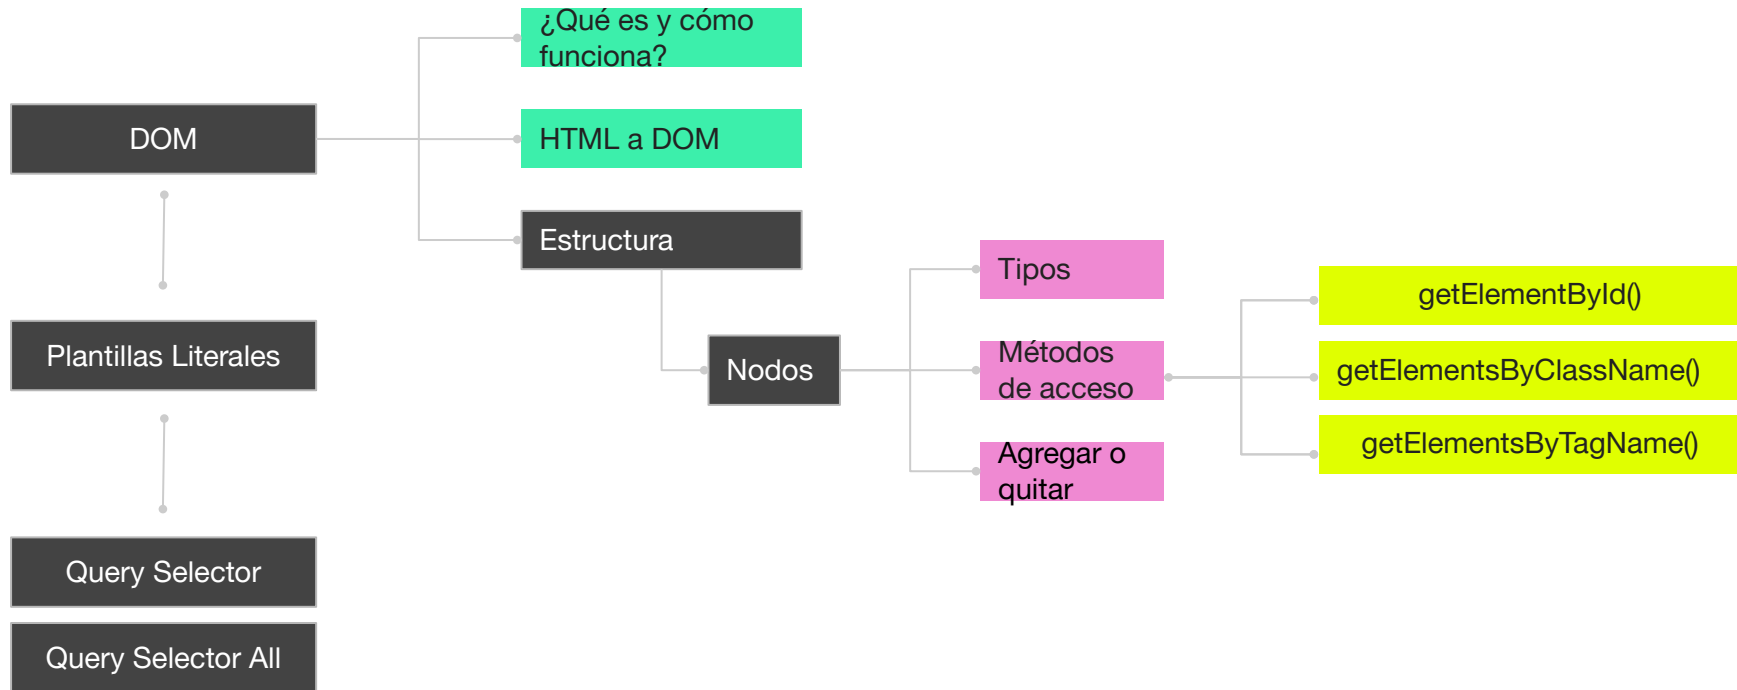 ¿Qué es y cómo
funciona?
DOM
HTML a DOM
Estructura
Tipos
getElementById()
Plantillas Literales
Nodos
Métodos
de acceso
getElementsByClassName()
getElementsByTagName()
Agregar o
quitar
Query Selector
Query Selector All